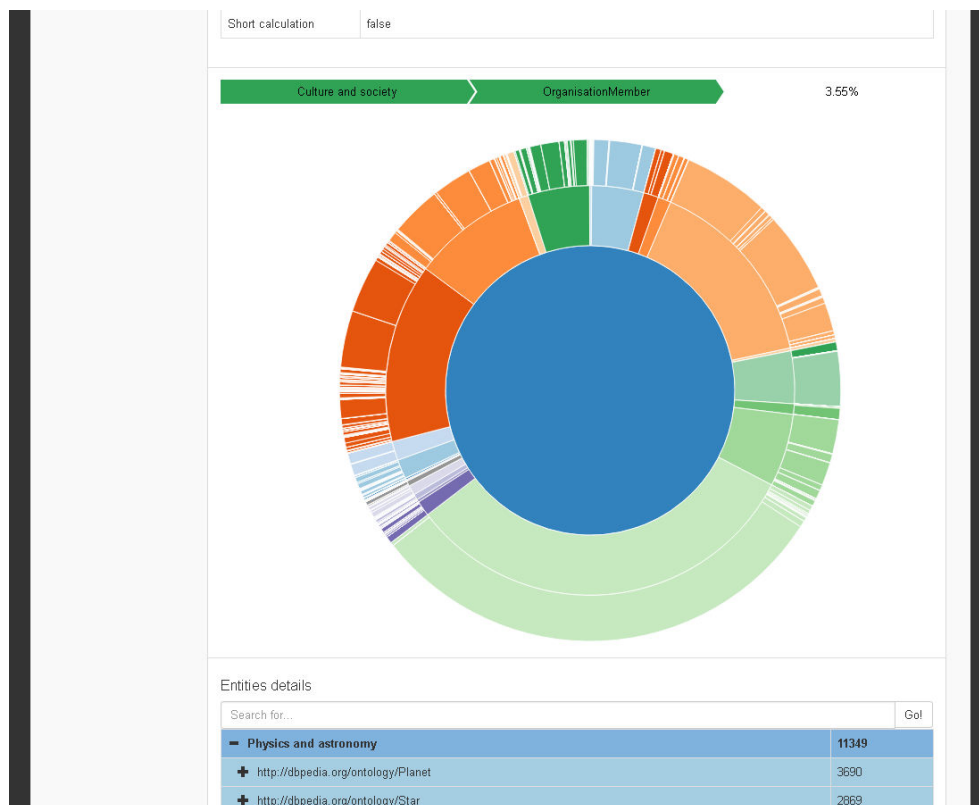 Short calculation false
Culture and society OrganisationMember 3.55%
Entities details
Search for... Go!
Physics and astronomy 11349
http://dbpedia.org/ontology/Planet 3690
http://dbpedia.org/ontology/Star 2869